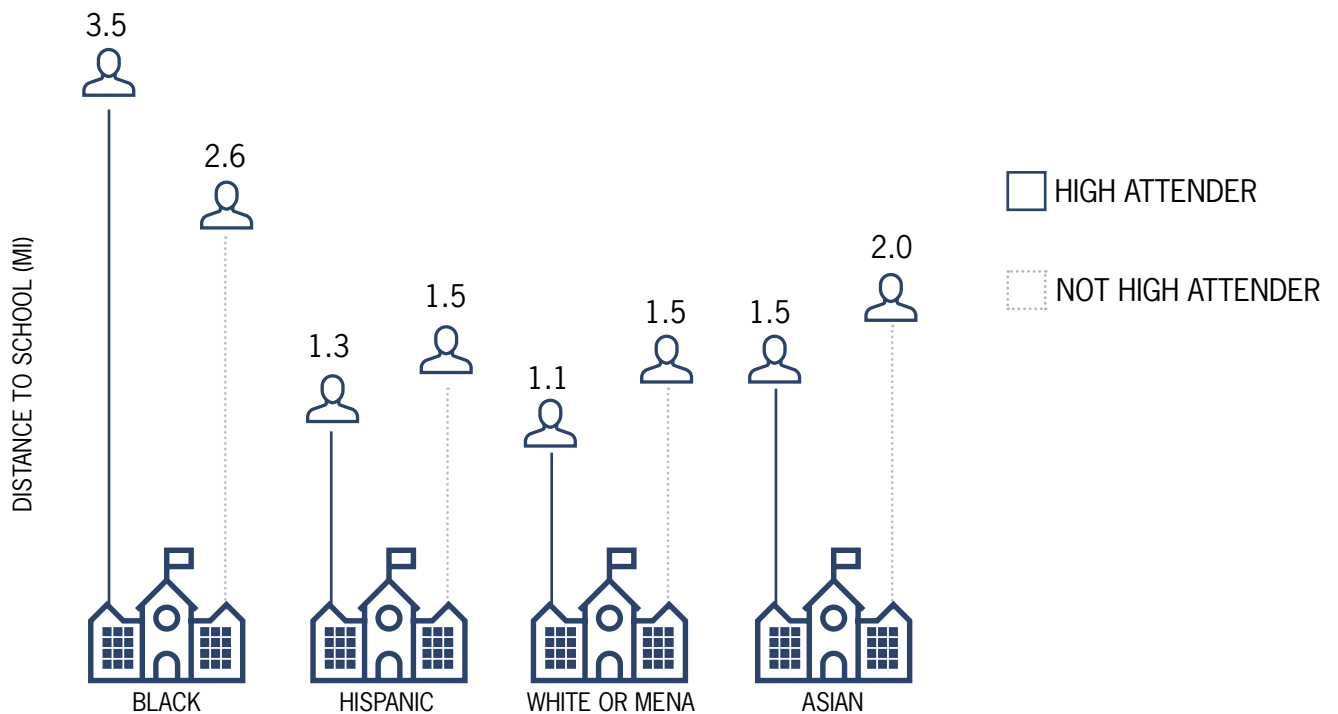 3.5
2.6
1.3
1.5
1.1
1.5
1.5
2.0
DISTANCE TO SCHOOL (MI)
HIGH ATTENDER
NOT HIGH ATTENDER
BLACK
HISPANIC
WHITE OR MENA
ASIAN